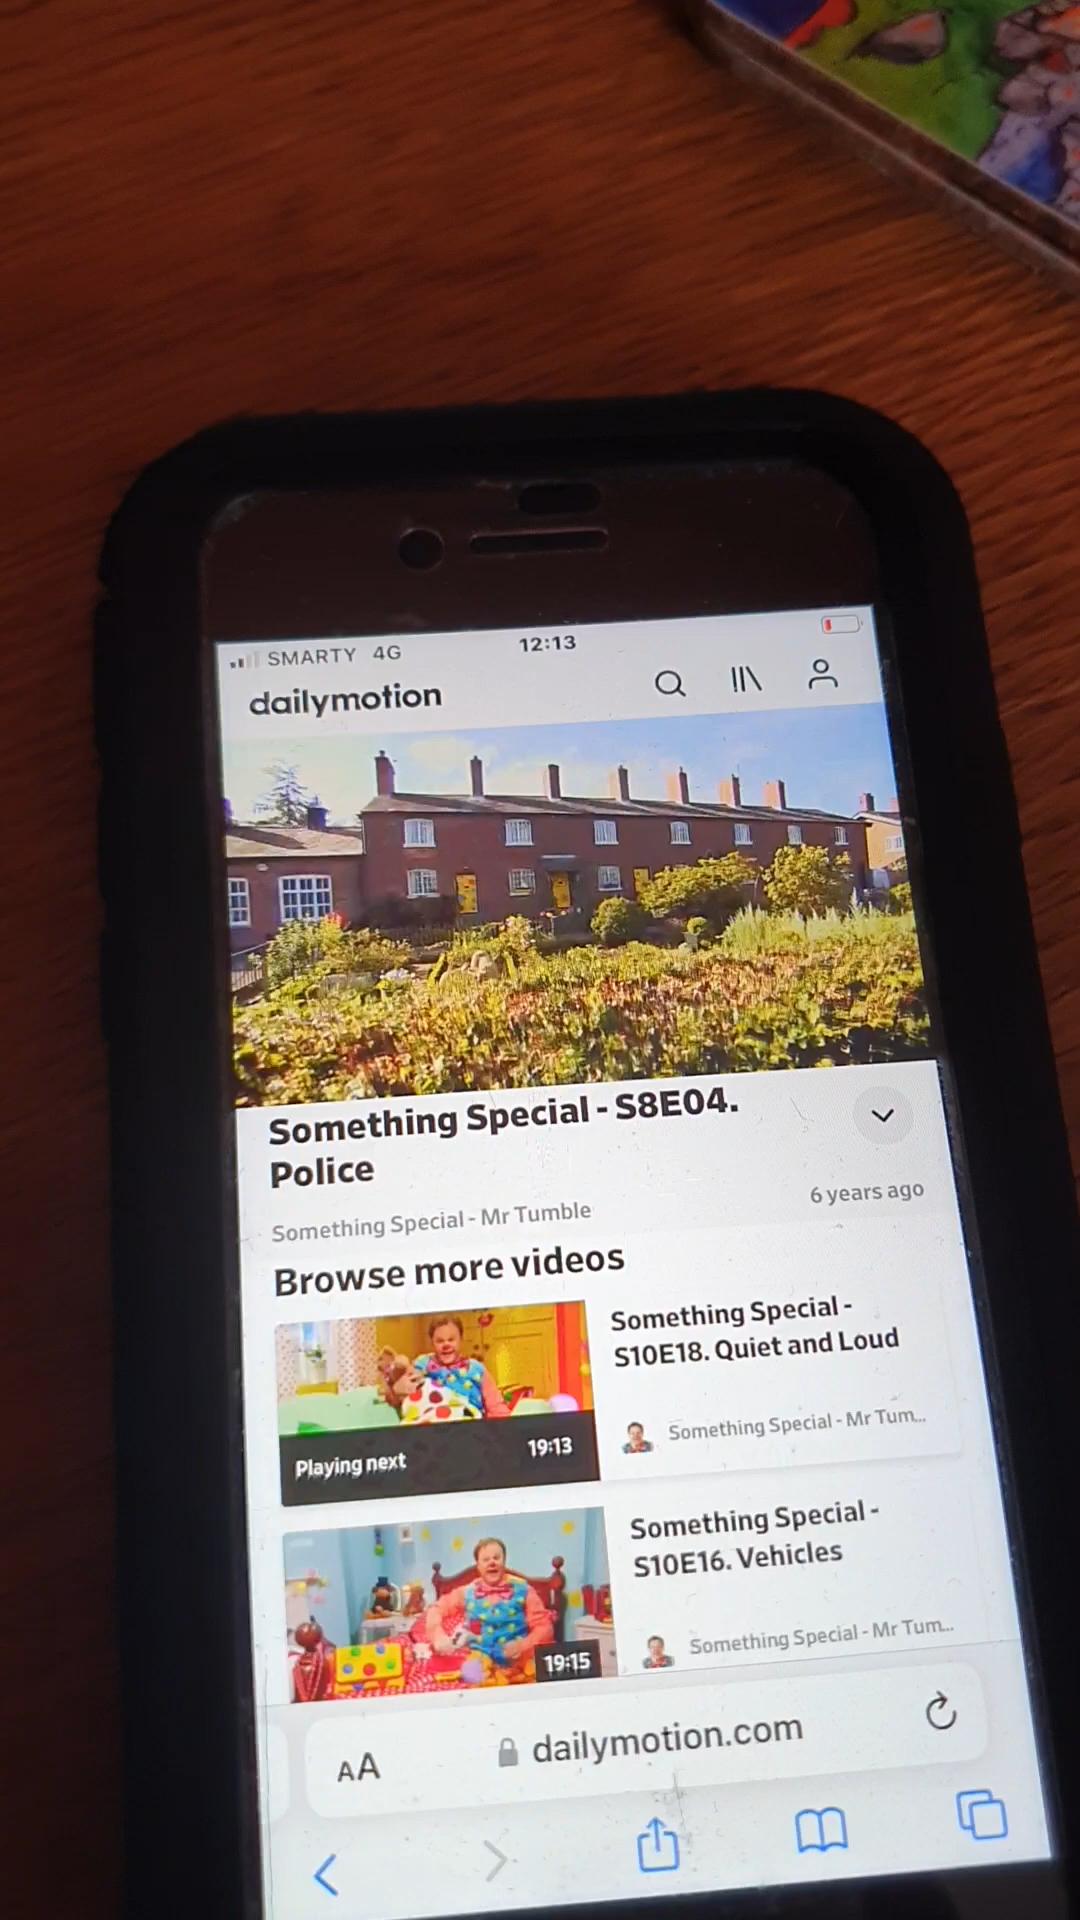 SMARTY 4G 12:13
dailymotion
Something Special - S8E04.
Police
Something Special - Mr Tumble
6 years ago
Browse more videos
Something Special -
S10E18. Quiet and Loud
Something Special - Mr Tum...
Playing next 19:13
Something Special -
S10E16. Vehicles
Something Special - Mr Tum...
19:15
AA dailymotion.com